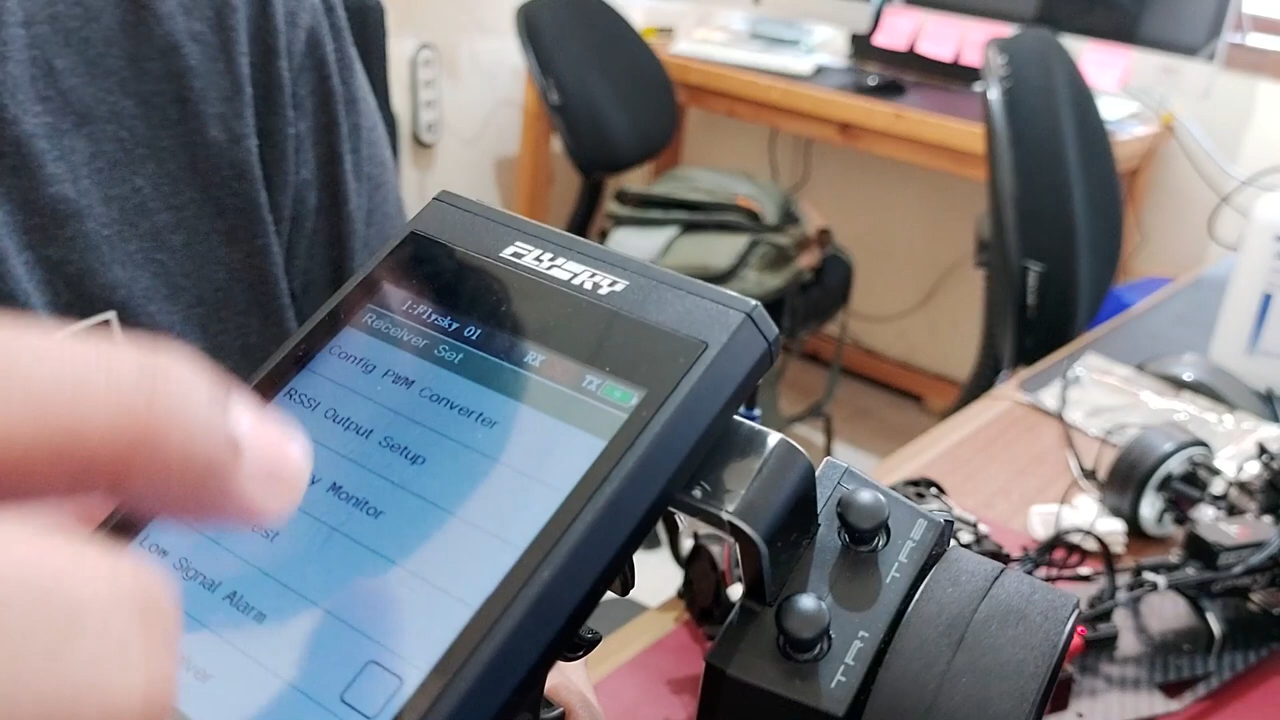 FLYSKY
1:Flysky 01
RX
TX
Receiver Set
Config PWM Converter
RSSI Output Setup
Monitor
Low Signal Alarm
TR2
TR1